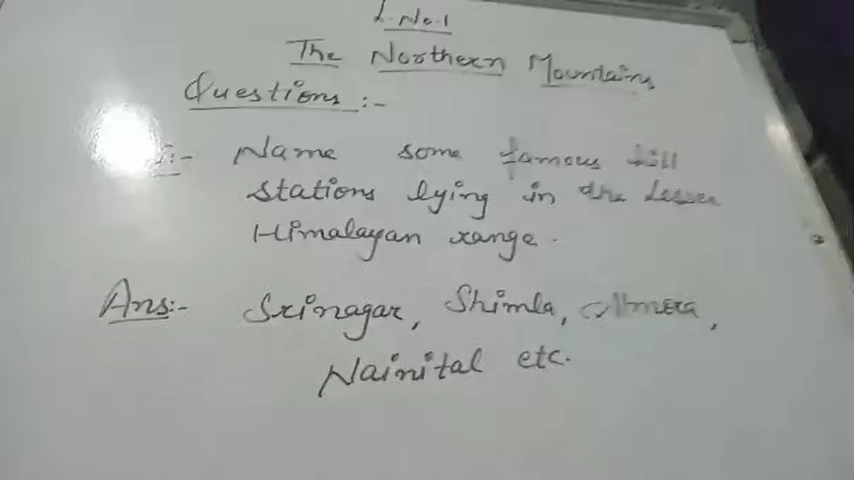 L.No.1
The Northern Mountains
Questions :-
:- Name some famous hill
stations lying in the Lesser
Himalayan range.
Ans:- Srinagar, Shimla, Almora,
Nainital etc.